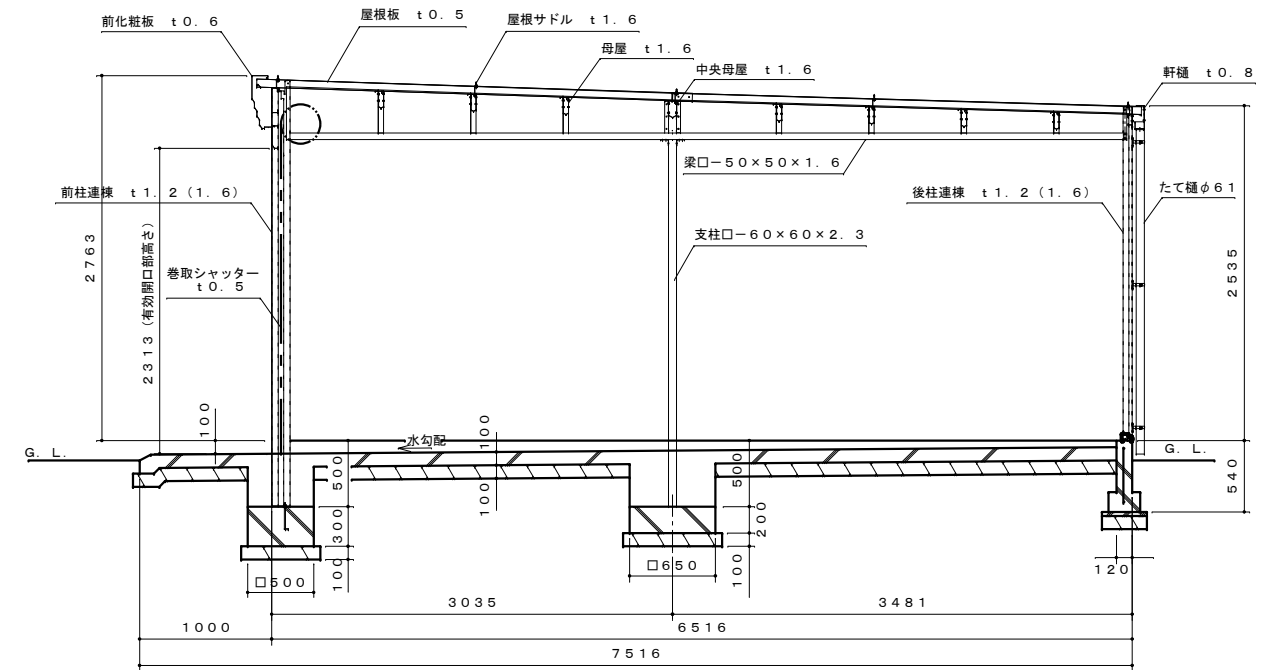 前化粧板　ｔ０．６
屋根板　ｔ０．５
屋根サドル　ｔ１．６
母屋　ｔ１．６
中央母屋　ｔ１．６
軒樋　ｔ０．８
梁ロ－５０×５０×１．６
前柱連棟　ｔ１．２（１．６）
後柱連棟　ｔ１．２（１．６）
たて樋φ６１
支柱ロ－６０×６０×２．３
巻取シャッター
ｔ０．５
２７６３
２３１３（有効開口部高さ）
２５３５
１００
水勾配
１００
Ｇ．Ｌ．
Ｇ．Ｌ．
５００
１００
５００
５４０
３００
２００
１００
１００
□５００
□６５０
１２０
３０３５
３４８１
１０００
６５１６
７５１６